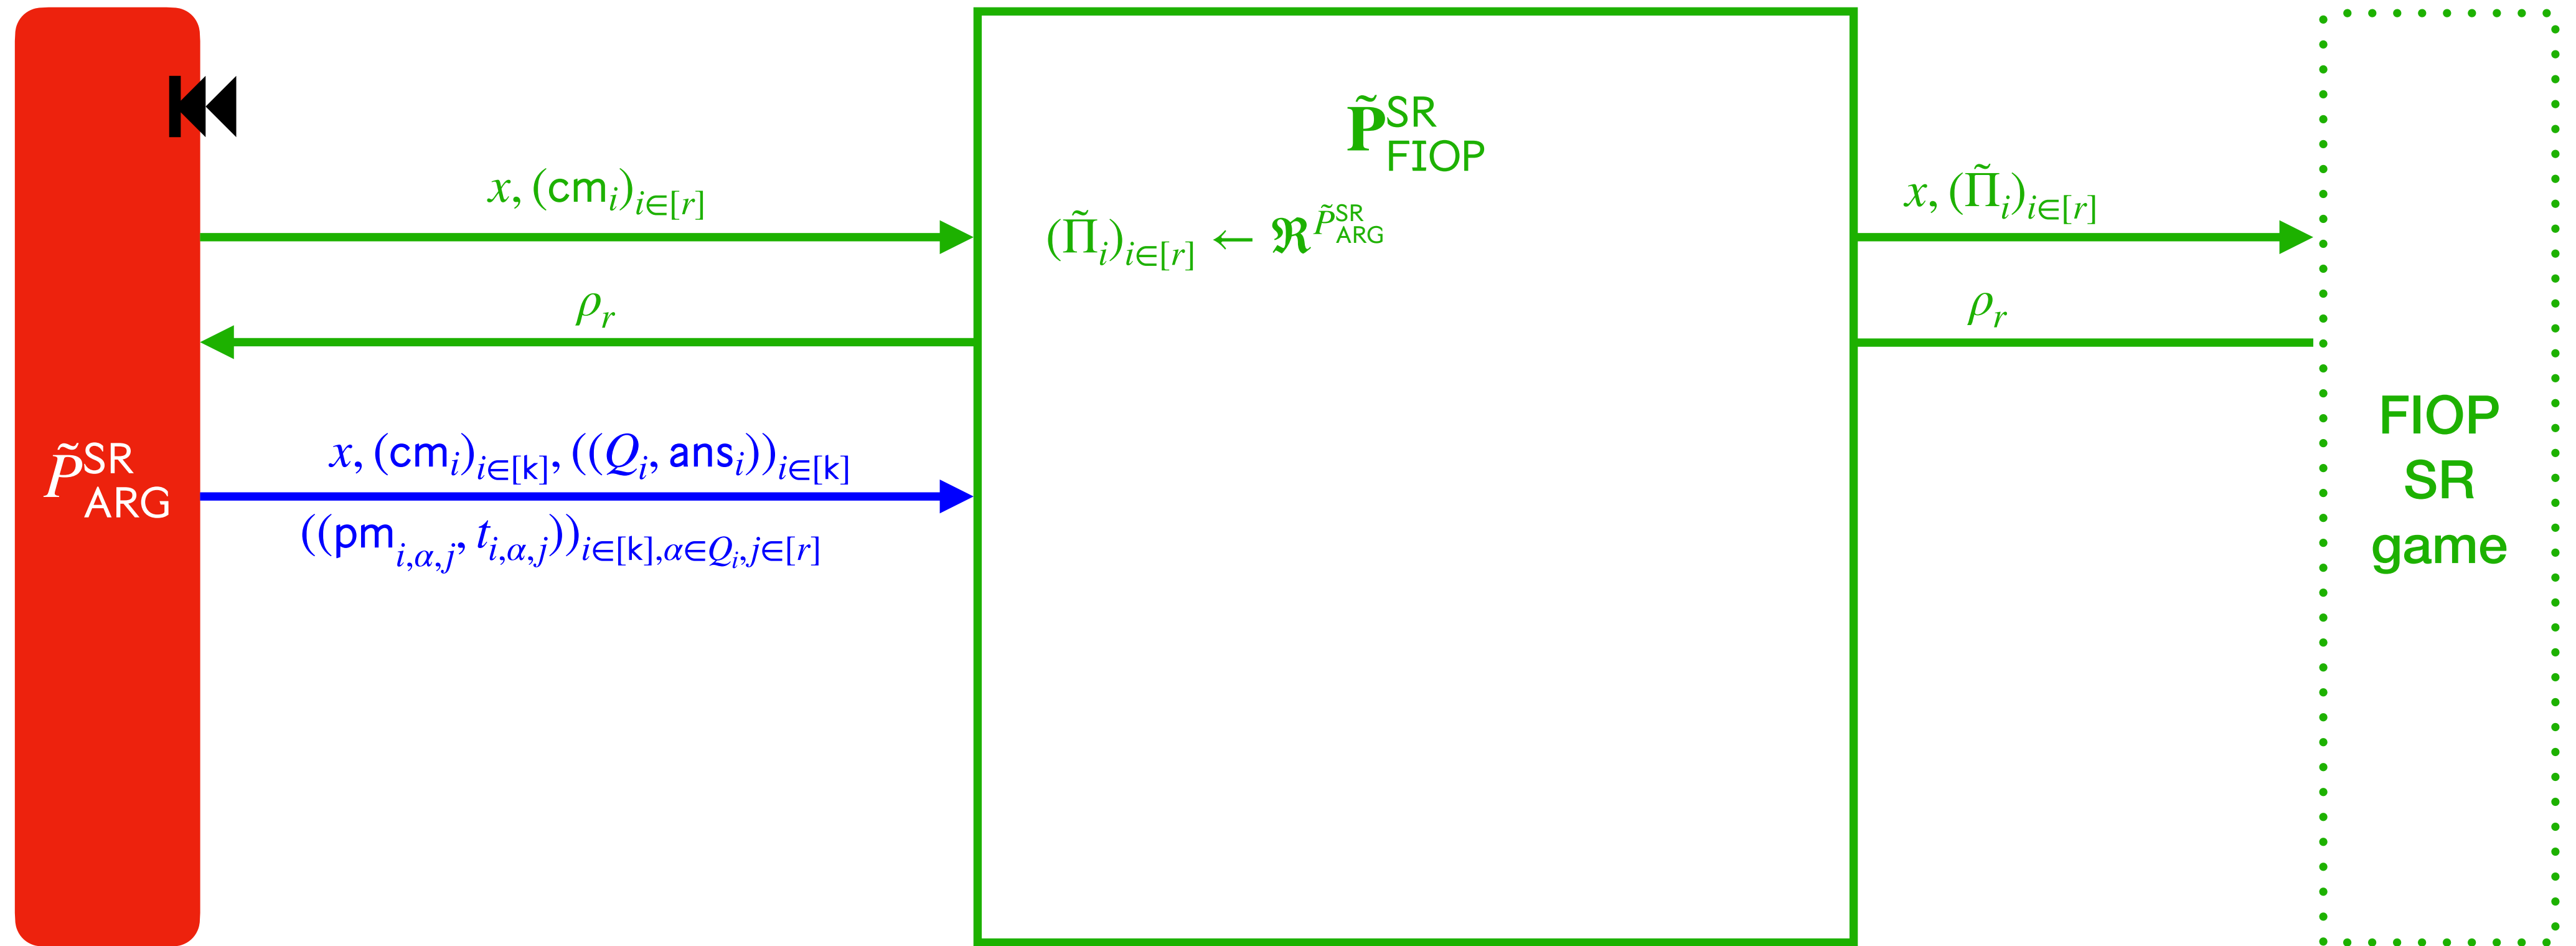 P̃^SR_ARG
x, (cm_i)_{i∈[r]}
ρ_r
x, (cm_i)_{i∈[k]}, ((Q_i, ans_i))_{i∈[k]}
((pm_{i,α,j}, t_{i,α,j}))_{i∈[k],α∈Q_i,j∈[r]}
𝐏̃^SR_FIOP
(Π̃_i)_{i∈[r]} ← ℜ^{P̃^SR_ARG}
x, (Π̃_i)_{i∈[r]}
ρ_r
FIOP
SR
game